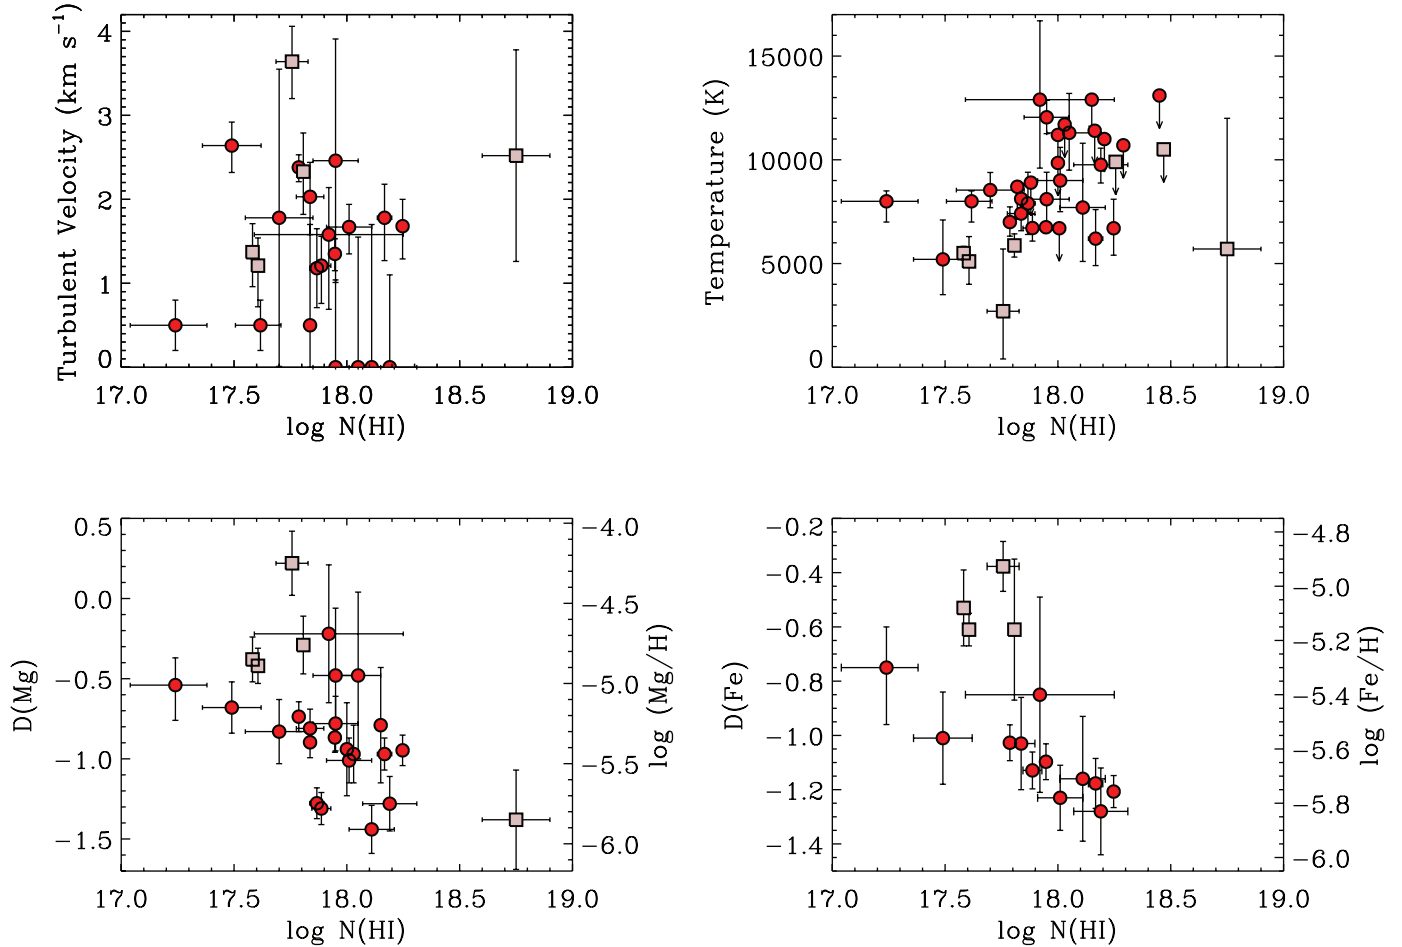 Turbulent Velocity (km s⁻¹)
4
3
2
1
0
17.0 17.5 18.0 18.5 19.0
log N(HI)
Temperature (K)
15000
10000
5000
0
17.0 17.5 18.0 18.5 19.0
log N(HI)
D(Mg)
0.5
0.0
−0.5
−1.0
−1.5
−4.0
−4.5
−5.0
−5.5
−6.0
log (Mg/H)
17.0 17.5 18.0 18.5 19.0
log N(HI)
D(Fe)
−0.2
−0.4
−0.6
−0.8
−1.0
−1.2
−1.4
−4.8
−5.0
−5.2
−5.4
−5.6
−5.8
−6.0
log (Fe/H)
17.0 17.5 18.0 18.5 19.0
log N(HI)